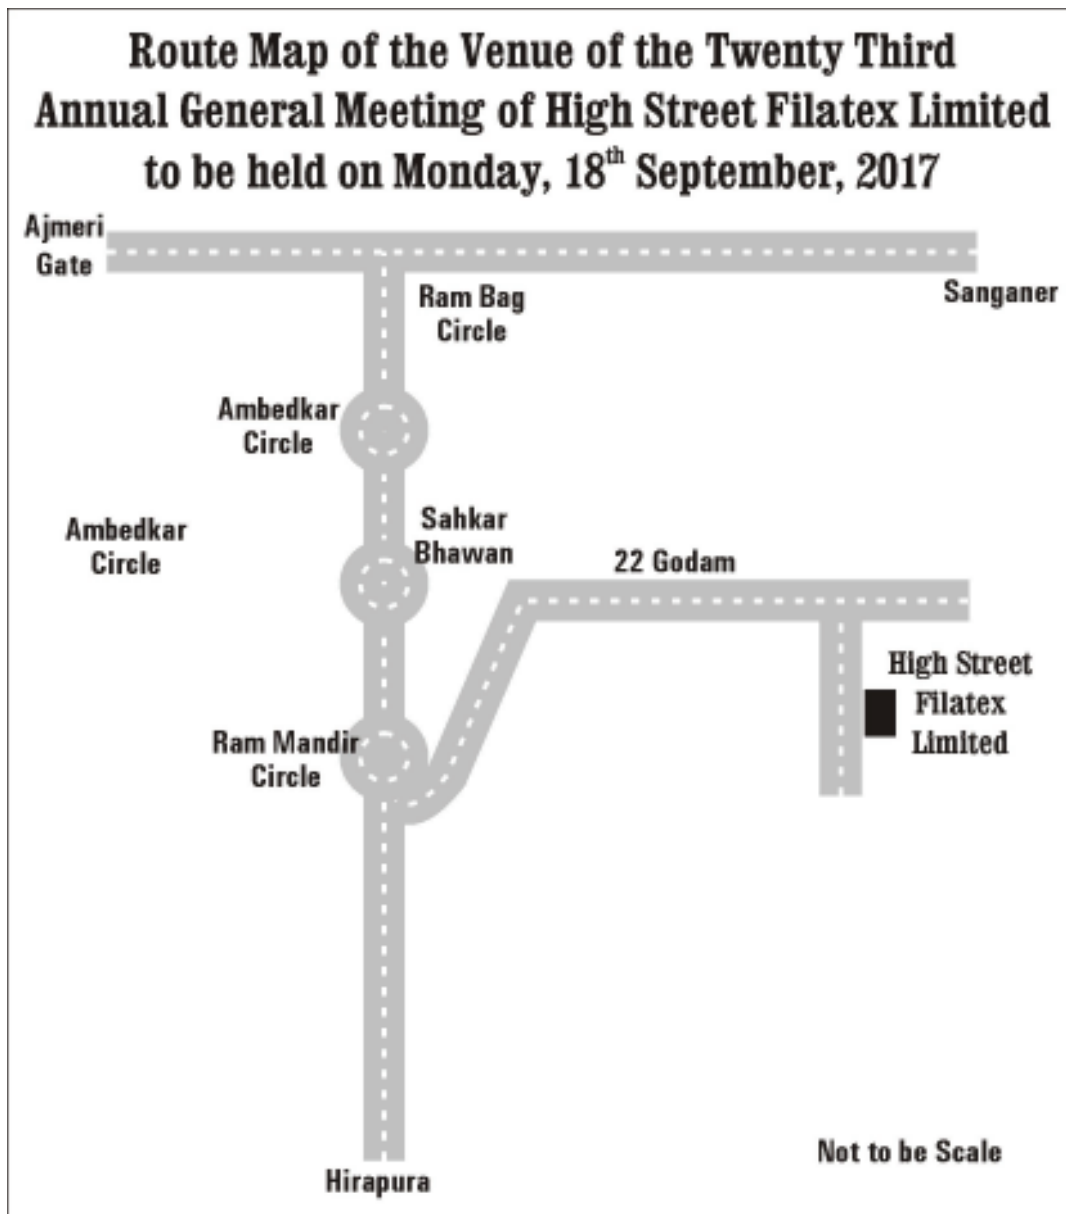 Route Map of the Venue of the Twenty Third
Annual General Meeting of High Street Filatex Limited
to be held on Monday, 18th September, 2017
Ajmeri
Gate
Sanganer
Ram Bag
Circle
Ambedkar
Circle
Ambedkar
Circle
Sahkar
Bhawan
22 Godam
High Street
Filatex
Limited
Ram Mandir
Circle
Not to be Scale
Hirapura